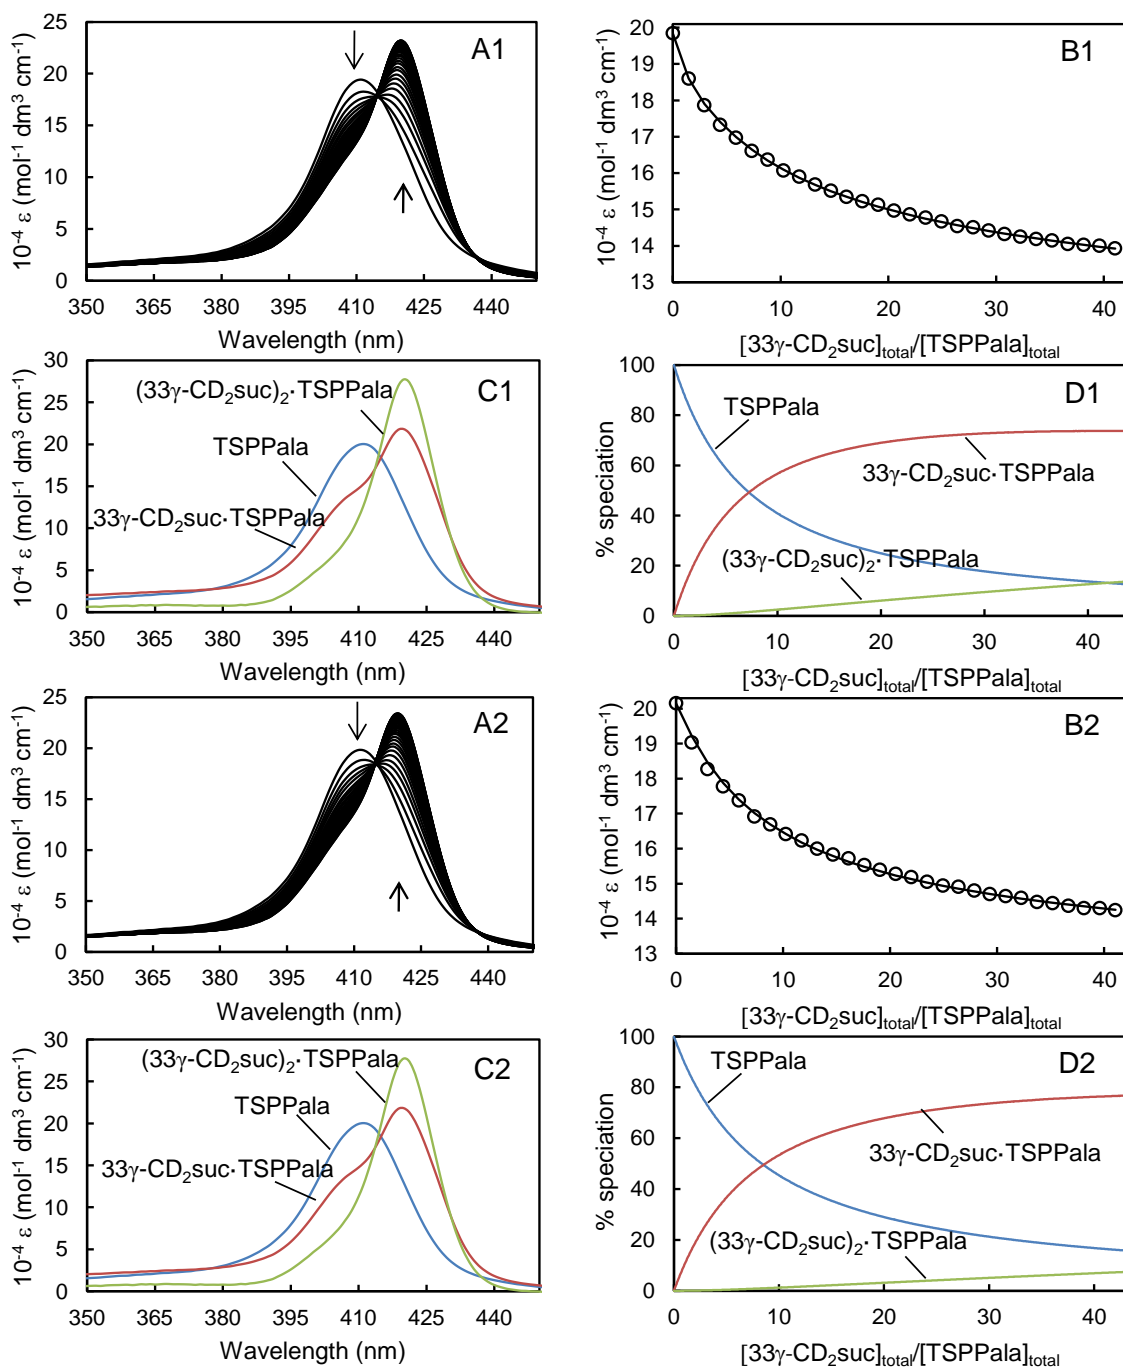 A1
10⁻⁴ ε (mol⁻¹ dm³ cm⁻¹)
25
20
15
10
5
0
350 365 380 395 410 425 440
Wavelength (nm)
B1
10⁻⁴ ε (mol⁻¹ dm³ cm⁻¹)
20
19
18
17
16
15
14
13
0 10 20 30 40
[33γ-CD₂suc]total/[TSPPala]total
C1
10⁻⁴ ε (mol⁻¹ dm³ cm⁻¹)
30
25
20
15
10
5
0
(33γ-CD₂suc)₂·TSPPala
TSPPala
33γ-CD₂suc·TSPPala
350 365 380 395 410 425 440
Wavelength (nm)
D1
% speciation
100
80
60
40
20
0
TSPPala
33γ-CD₂suc·TSPPala
(33γ-CD₂suc)₂·TSPPala
0 10 20 30 40
[33γ-CD₂suc]total/[TSPPala]total
A2
10⁻⁴ ε (mol⁻¹ dm³ cm⁻¹)
25
20
15
10
5
0
350 365 380 395 410 425 440
Wavelength (nm)
B2
10⁻⁴ ε (mol⁻¹ dm³ cm⁻¹)
20
19
18
17
16
15
14
13
0 10 20 30 40
[33γ-CD₂suc]total/[TSPPala]total
C2
10⁻⁴ ε (mol⁻¹ dm³ cm⁻¹)
30
25
20
15
10
5
0
(33γ-CD₂suc)₂·TSPPala
TSPPala
33γ-CD₂suc·TSPPala
350 365 380 395 410 425 440
Wavelength (nm)
D2
% speciation
100
80
60
40
20
0
TSPPala
33γ-CD₂suc·TSPPala
(33γ-CD₂suc)₂·TSPPala
0 10 20 30 40
[33γ-CD₂suc]total/[TSPPala]total